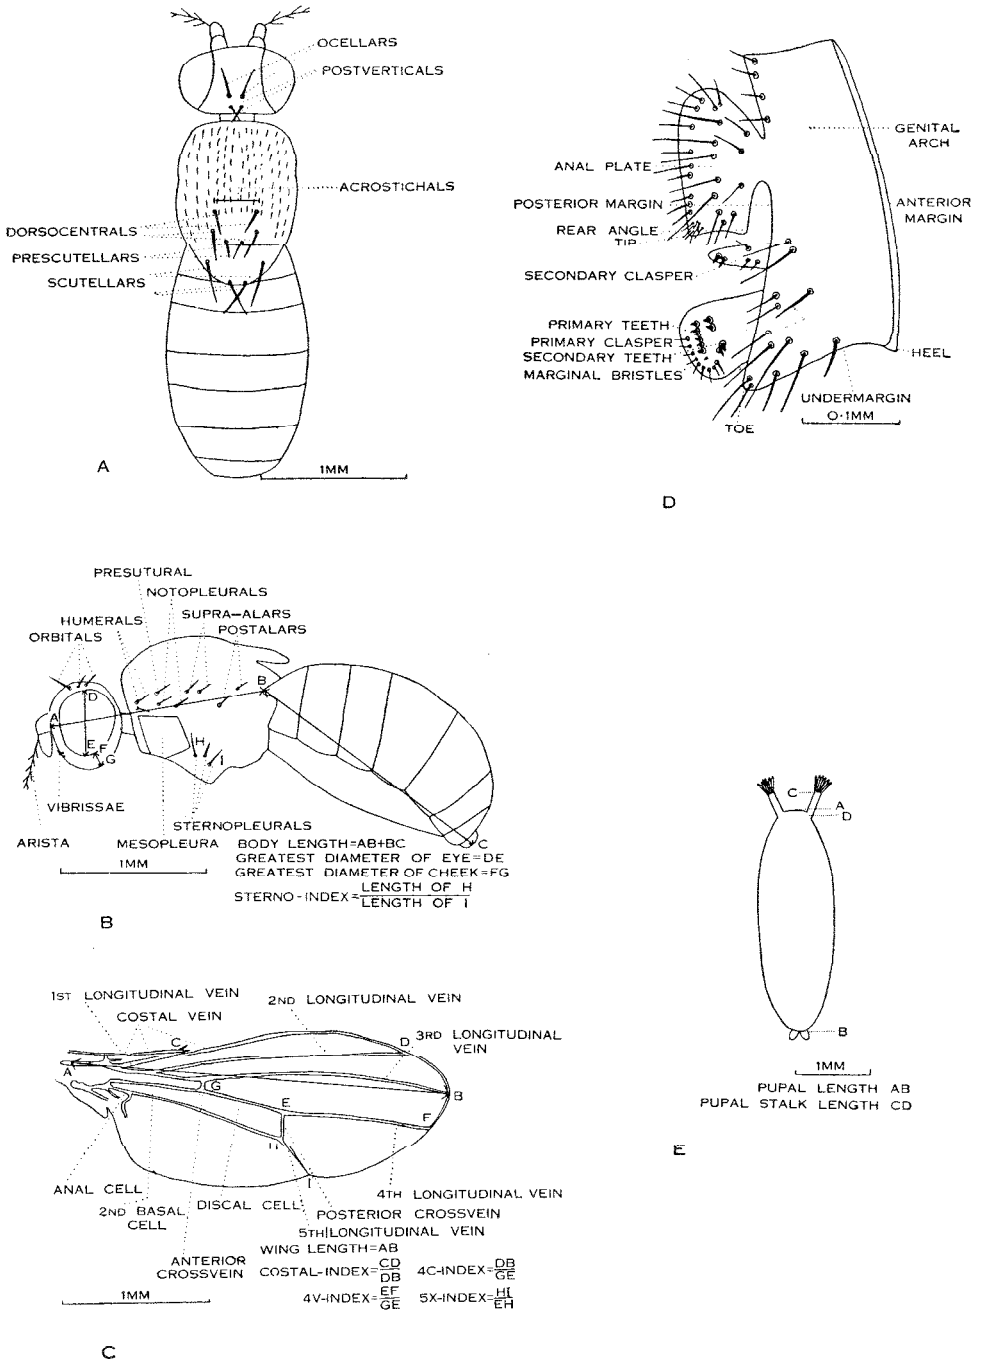 OCELLARS
POSTVERTICALS
ACROSTICHALS
DORSOCENTRALS
PRESCUTELLARS
SCUTELLARS
1MM
A
GENITAL
ARCH
ANAL PLATE
POSTERIOR MARGIN
ANTERIOR
MARGIN
REAR ANGLE
TIP
SECONDARY CLASPER
PRIMARY TEETH
PRIMARY CLASPER
SECONDARY TEETH
MARGINAL BRISTLES
HEEL
UNDERMARGIN
0·1MM
TOE
D
PRESUTURAL
NOTOPLEURALS
HUMERALS
SUPRA-ALARS
ORBITALS
POSTALARS
B
D
A
E
F
G
H
I
C
VIBRISSAE
STERNOPLEURALS
ARISTA
MESOPLEURA
BODY LENGTH=AB+BC
GREATEST DIAMETER OF EYE=DE
GREATEST DIAMETER OF CHEEK=FG
STERNO-INDEX=LENGTH OF H
LENGTH OF I
1MM
B
1ST LONGITUDINAL VEIN
2ND LONGITUDINAL VEIN
COSTAL VEIN
3RD LONGITUDINAL
VEIN
C
D
A
G
B
E
F
H
I
ANAL CELL
2ND BASAL
CELL
DISCAL CELL
4TH LONGITUDINAL VEIN
POSTERIOR CROSSVEIN
5TH LONGITUDINAL VEIN
ANTERIOR
CROSSVEIN
WING LENGTH=AB
COSTAL-INDEX=CD
DB
4C-INDEX=DB
GE
4V-INDEX=EF
GE
5X-INDEX=HI
EH
1MM
C
C
A
D
B
1MM
PUPAL LENGTH AB
PUPAL STALK LENGTH CD
E